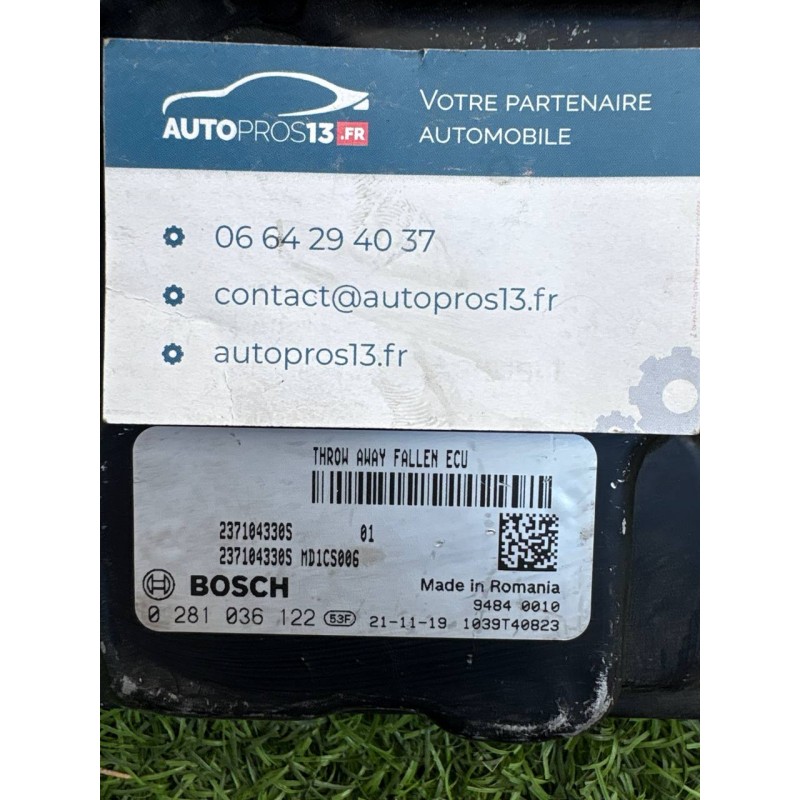 AUTOPROS13.FR
VOTRE PARTENAIRE
AUTOMOBILE
06 64 29 40 37
contact@autopros13.fr
autopros13.fr
THROW AWAY FALLEN ECU
237104330S 01
237104330S MD1CS006
BOSCH
Made in Romania
9484 0010
0 281 036 122 53F 21-11-19 1039T40823